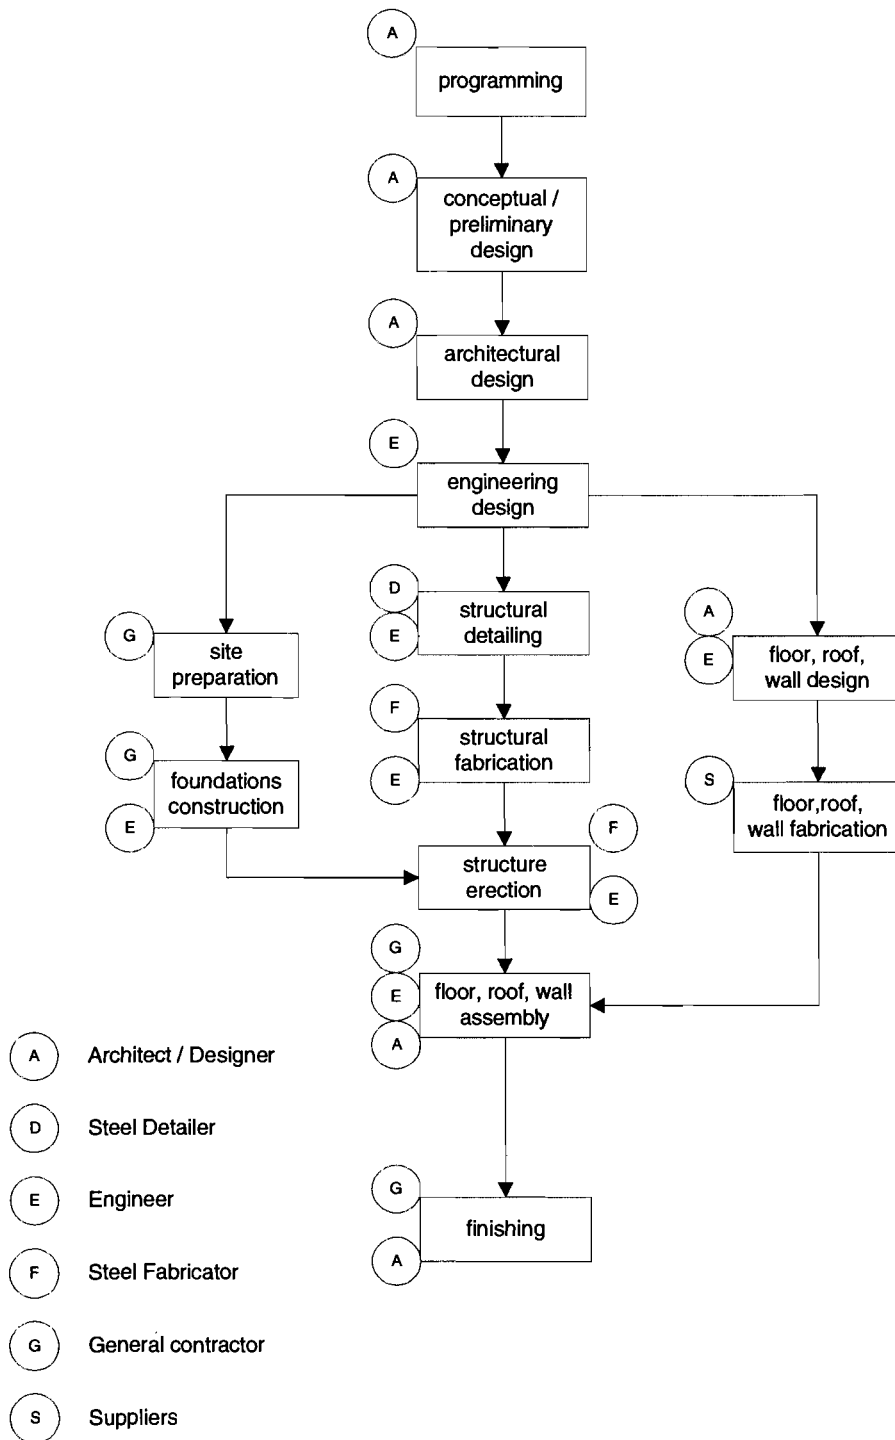 A
programming
A
conceptual /
preliminary
design
A
architectural
design
E
engineering
design
D
E
structural
detailing
G
site
preparation
A
E
floor, roof,
wall design
F
E
structural
fabrication
G
E
foundations
construction
S
floor,roof,
wall fabrication
F
E
structure
erection
G
E
A
floor, roof, wall
assembly
G
A
finishing
A Architect / Designer
D Steel Detailer
E Engineer
F Steel Fabricator
G General contractor
S Suppliers